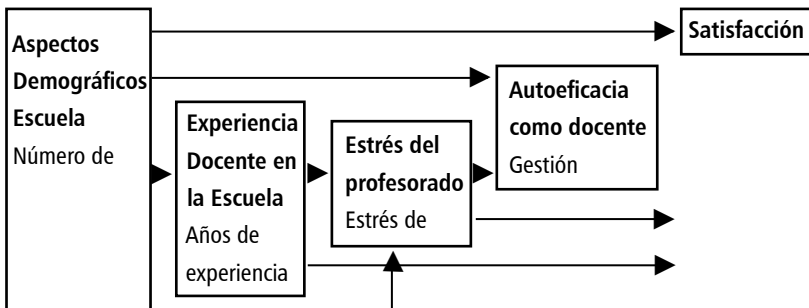 Aspectos
Demográficos
Escuela
Número de
Experiencia
Docente en
la Escuela
Años de
experiencia
Estrés del
profesorado
Estrés de
Autoeficacia
como docente
Gestión
Satisfacción